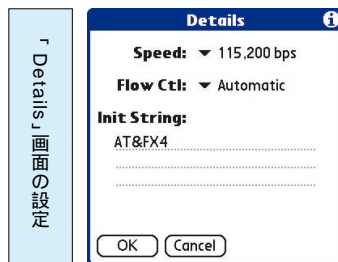 「Details」画面の設定
Details
Speed: 115,200 bps
Flow Ctl: Automatic
Init String:
AT&FX4
OK Cancel